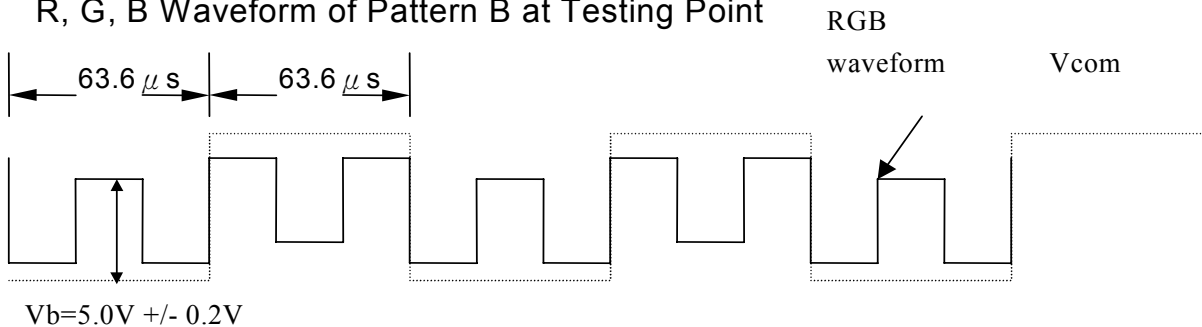 R, G, B Waveform of Pattern B at Testing Point
RGB
waveform
Vcom
63.6 μ s
63.6 μ s
Vb=5.0V +/- 0.2V